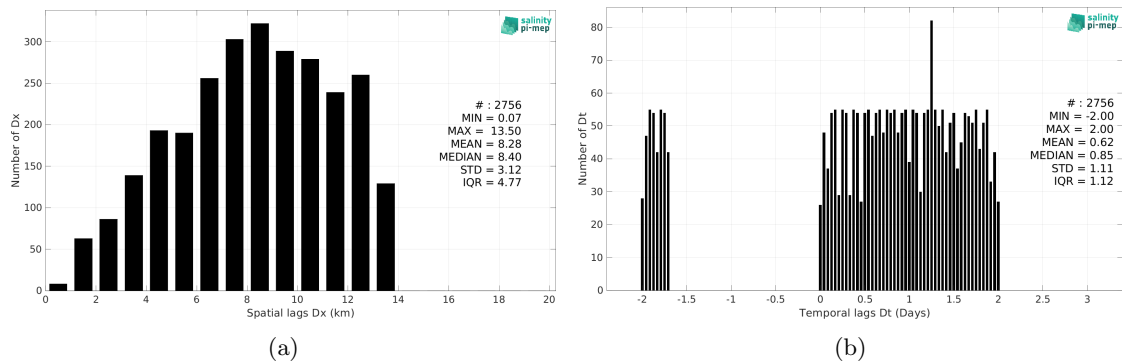 300
250
200
150
100
50
0
Number of Dx
0 2 4 6 8 10 12 14 16 18 20
Spatial lags Dx (km)
salinity
pi-mep
# : 2756
MIN = 0.07
MAX = 13.50
MEAN = 8.28
MEDIAN = 8.40
STD = 3.12
IQR = 4.77
(a)
80
70
60
50
40
30
20
10
0
Number of Dt
-2 -1.5 -1 -0.5 0 0.5 1 1.5 2 2.5 3
Temporal lags Dt (Days)
salinity
pi-mep
# : 2756
MIN = -2.00
MAX = 2.00
MEAN = 0.62
MEDIAN = 0.85
STD = 1.11
IQR = 1.12
(b)